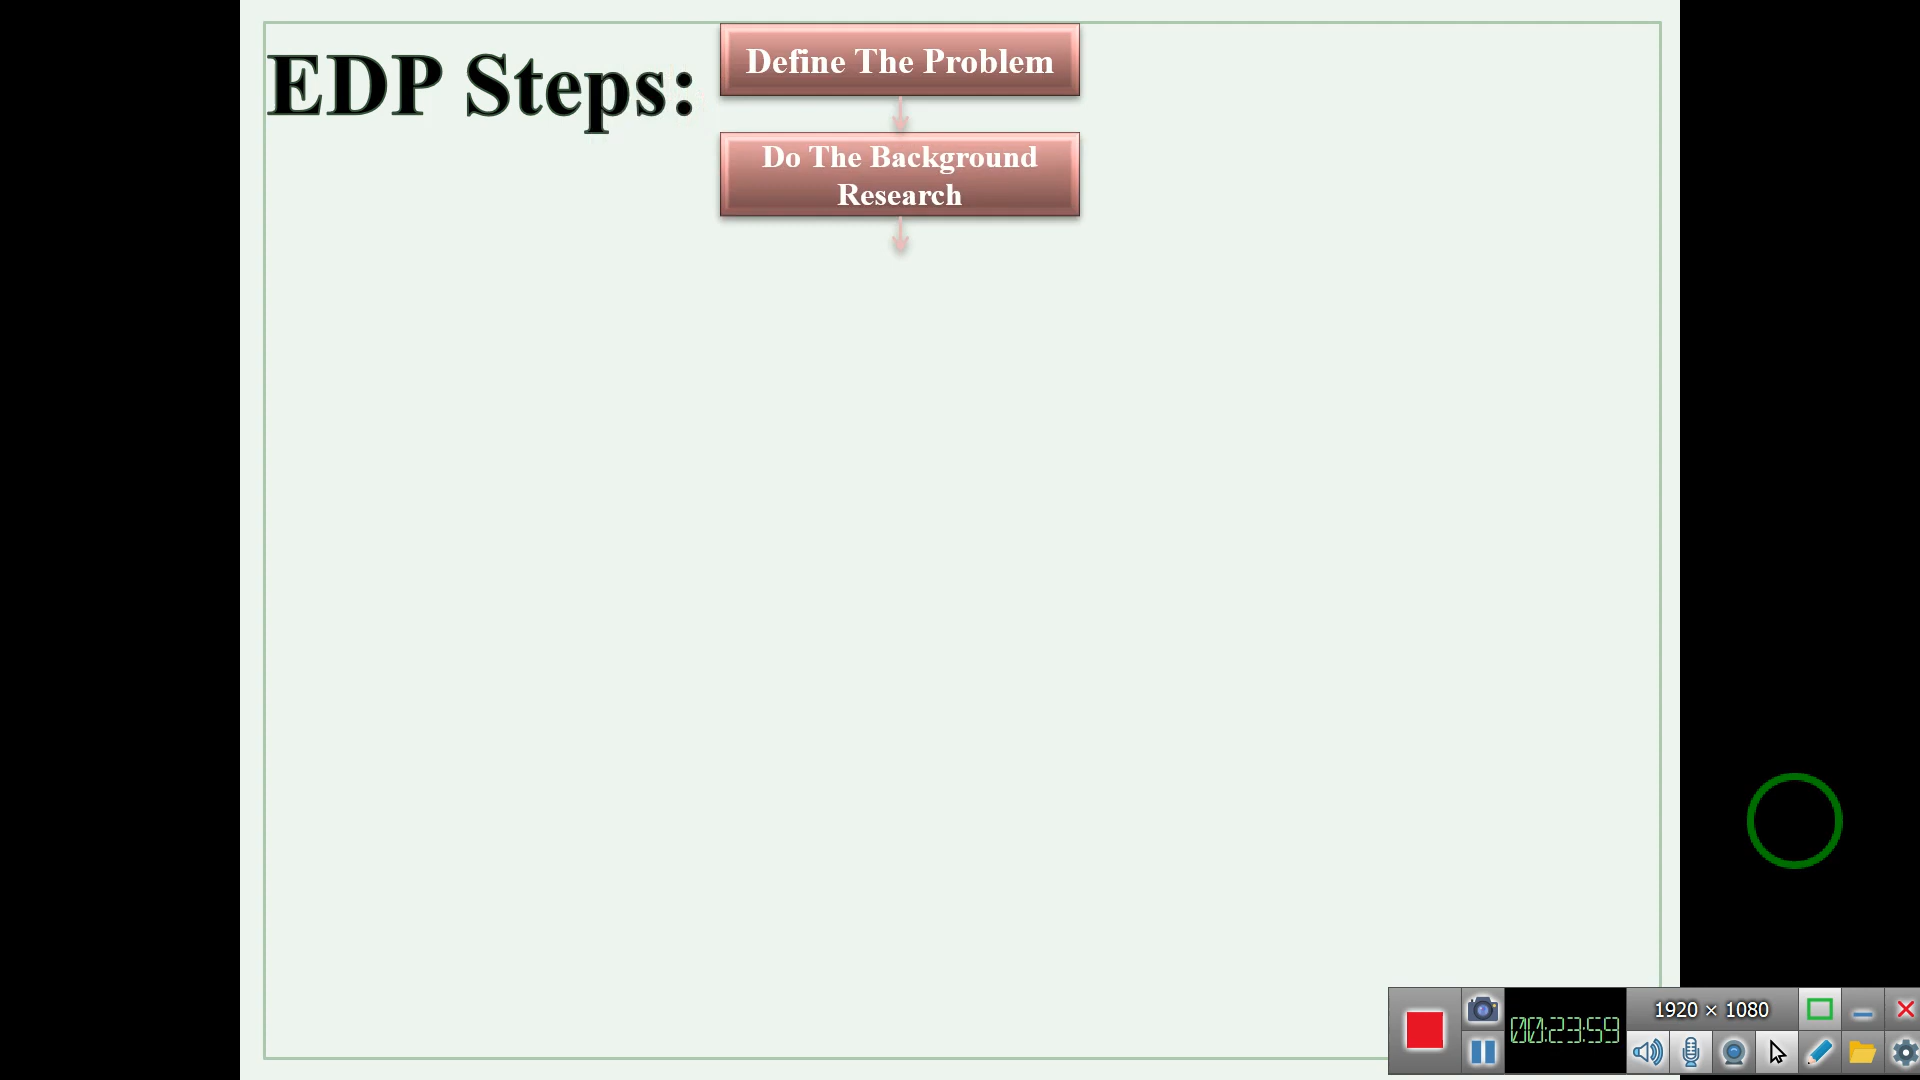 EDP Steps:
Define The Problem
Do The Background
Research
1920 × 1080
00:23:59